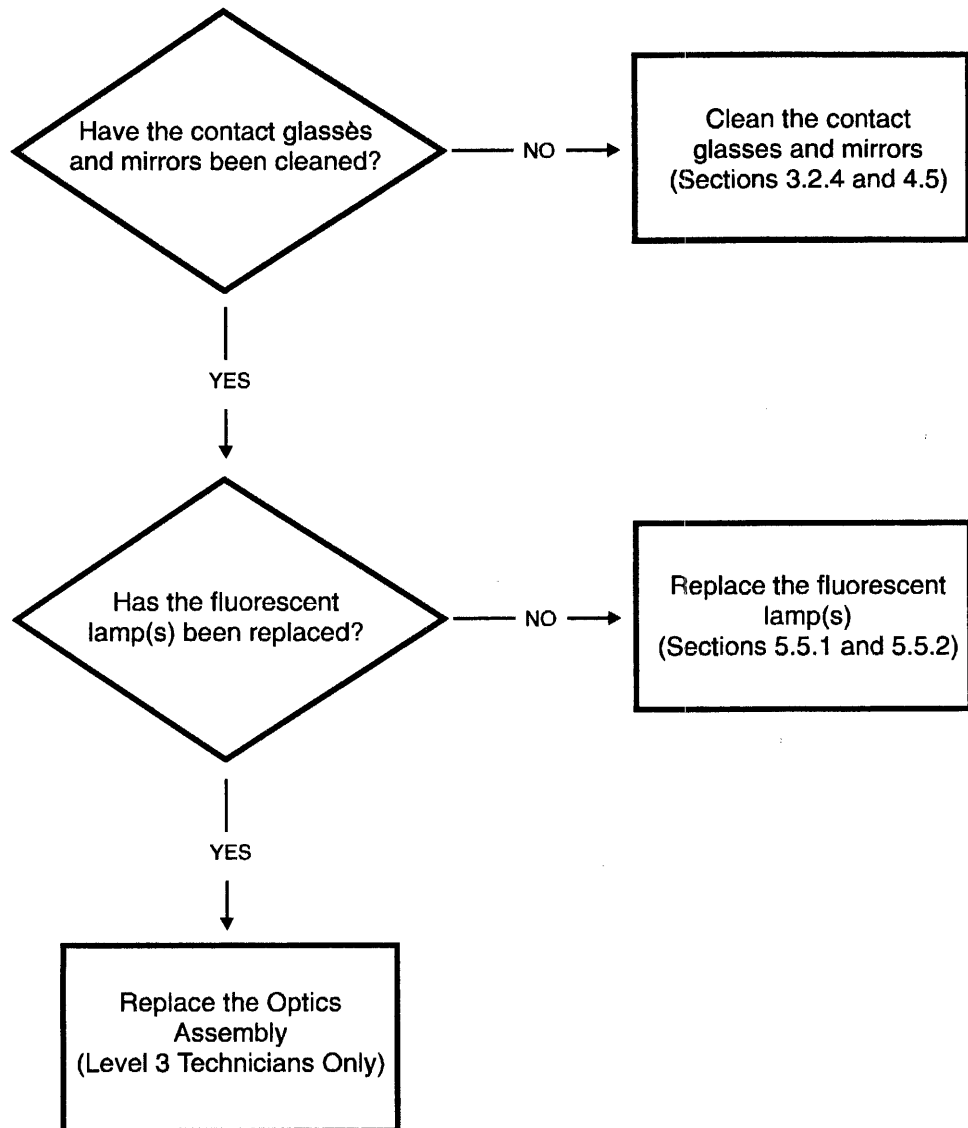 Have the contact glasses
and mirrors been cleaned?
NO
Clean the contact
glasses and mirrors
(Sections 3.2.4 and 4.5)
YES
Has the fluorescent
lamp(s) been replaced?
NO
Replace the fluorescent
lamp(s)
(Sections 5.5.1 and 5.5.2)
YES
Replace the Optics
Assembly
(Level 3 Technicians Only)